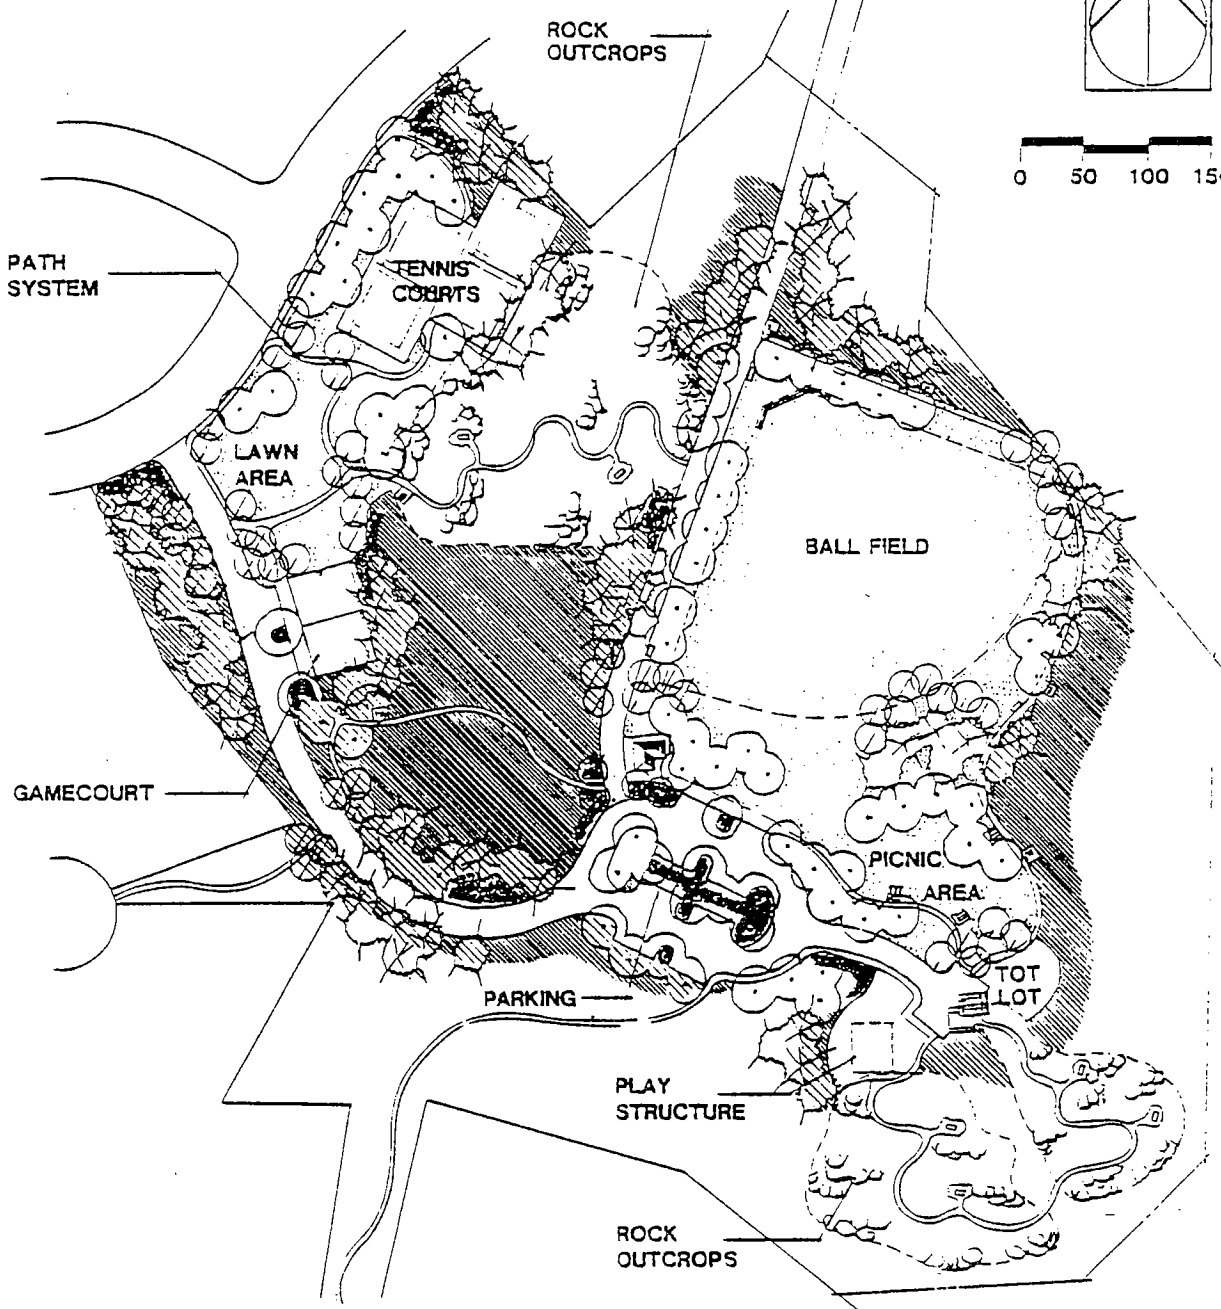 ROCK
OUTCROPS
0 50 100
PATH
SYSTEM
TENNIS
COURTS
LAWN
AREA
BALL FIELD
GAMECOURT
PICNIC
AREA
TOT
LOT
PARKING
PLAY
STRUCTURE
ROCK
OUTCROPS